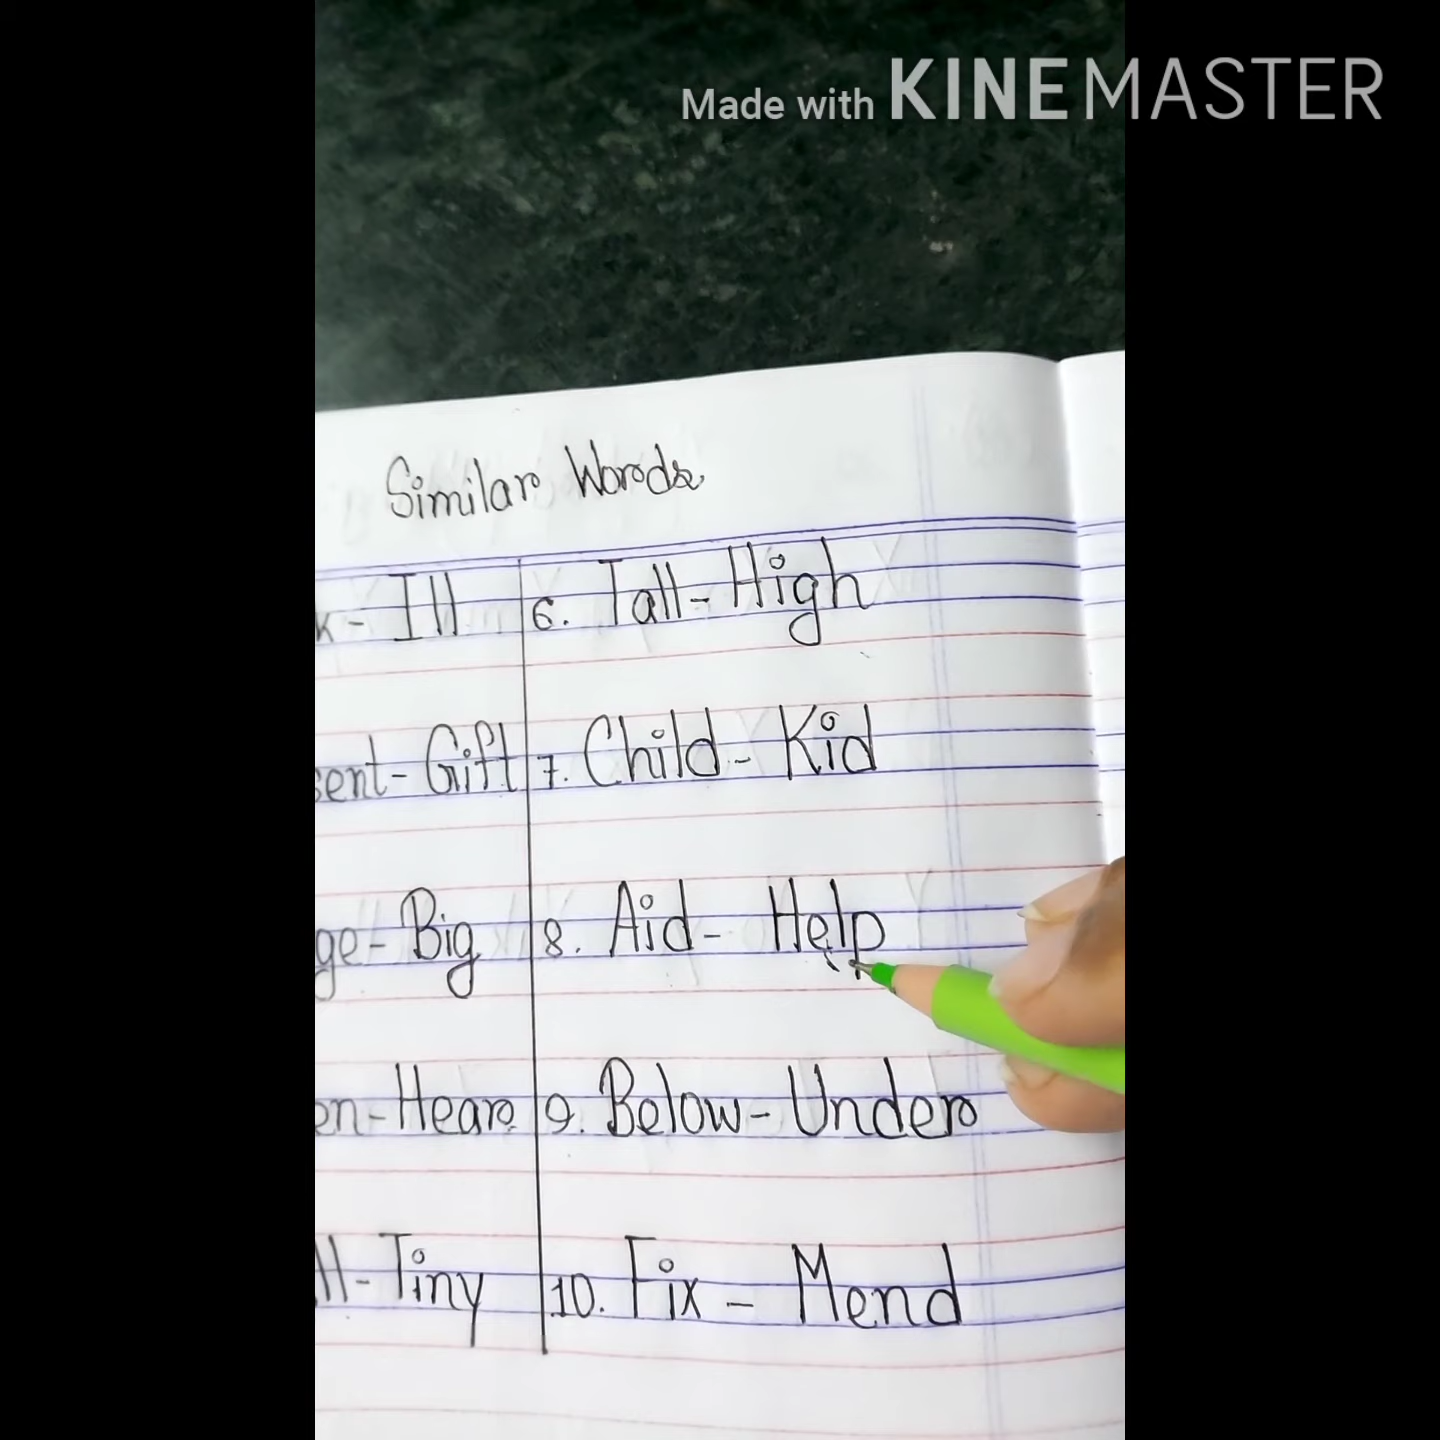 Made with KINEMASTER
Similar Words
k - Ill 6. Tall - High
sent - Gift 7. Child - Kid
ge - Big 8. Aid - Help
en - Hear 9. Below - Under
ll - Tiny 10. Fix - Mend